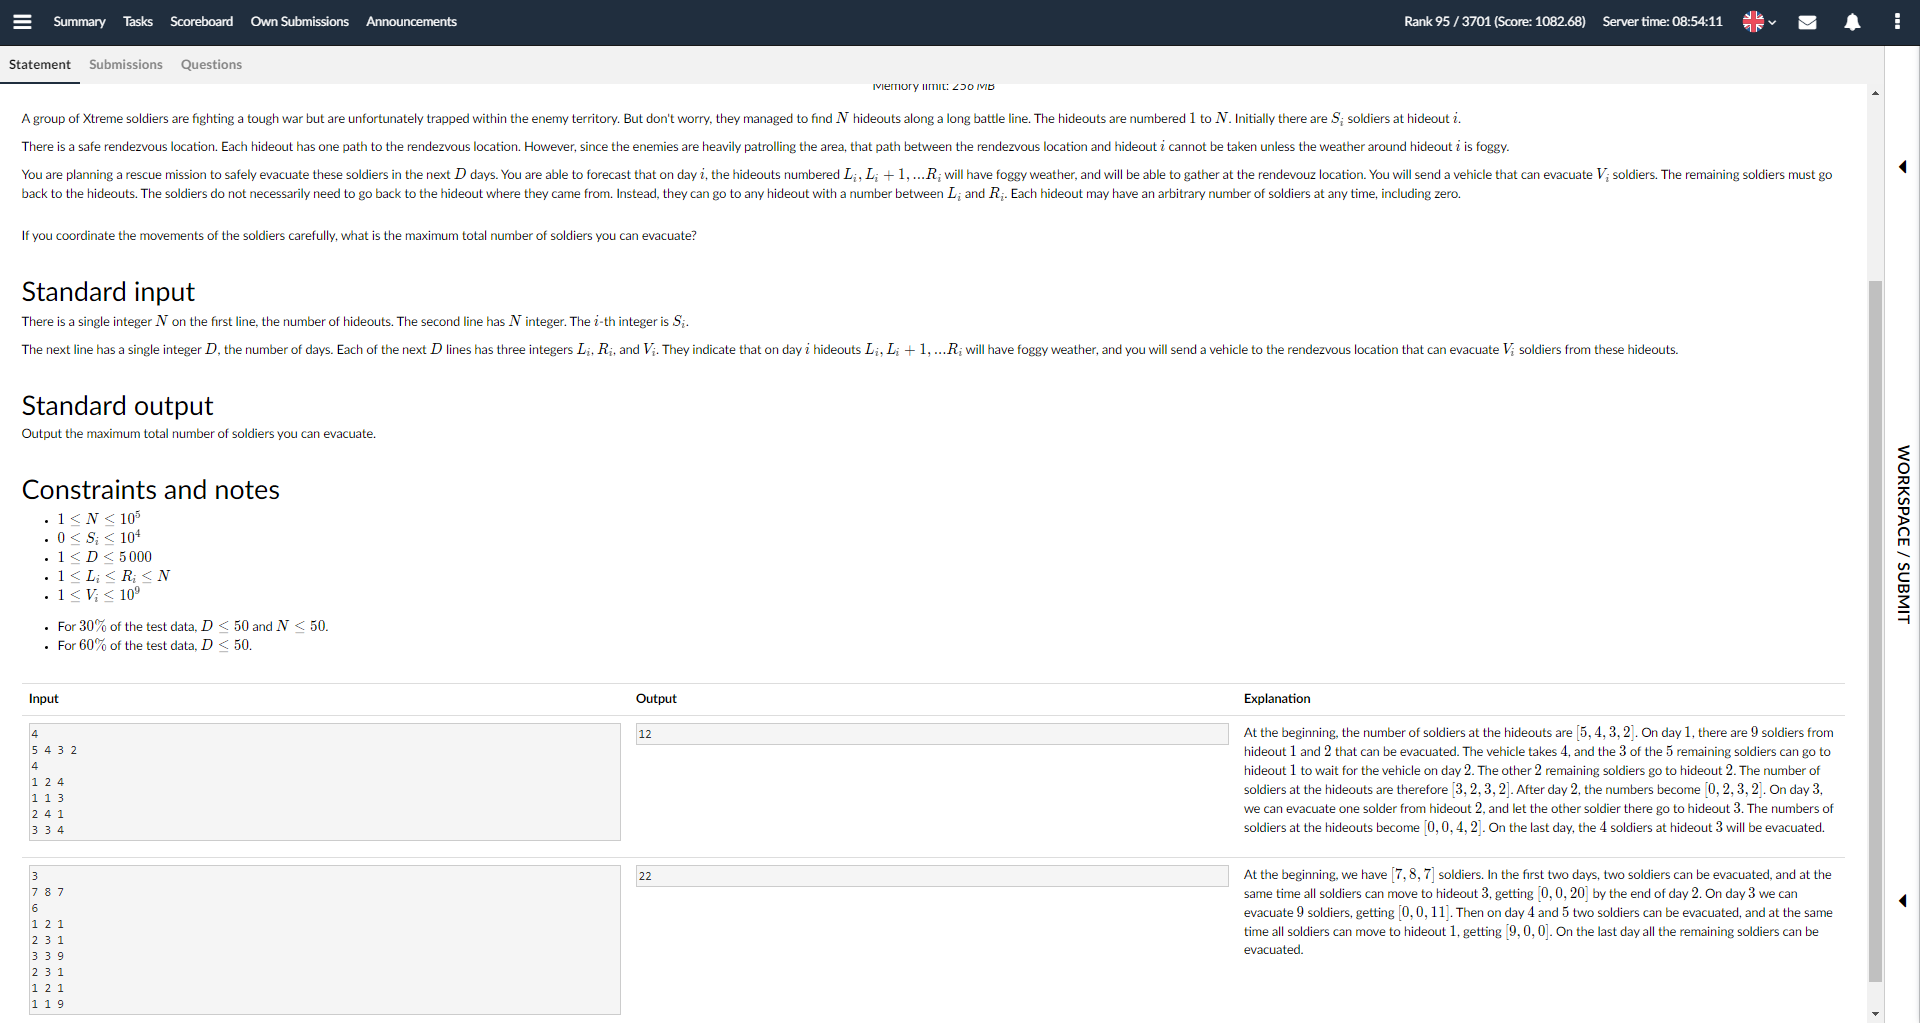 Summary Tasks Scoreboard Own Submissions Announcements Rank 95 / 3701 (Score: 1082.68) Server time: 08:54:11
Statement Submissions Questions
Memory limit: 256 MB
A group of Xtreme soldiers are fighting a tough war but are unfortunately trapped within the enemy territory. But don't worry, they managed to find N hideouts along a long battle line. The hideouts are numbered 1 to N. Initially there are S_i soldiers at hideout i.
There is a safe rendezvous location. Each hideout has one path to the rendezvous location. However, since the enemies are heavily patrolling the area, that path between the rendezvous location and hideout i cannot be taken unless the weather around hideout i is foggy.
You are planning a rescue mission to safely evacuate these soldiers in the next D days. You are able to forecast that on day i, the hideouts numbered L_i, L_i + 1, ...R_i will have foggy weather, and will be able to gather at the rendevouz location. You will send a vehicle that can evacuate V_i soldiers. The remaining soldiers must go
back to the hideouts. The soldiers do not necessarily need to go back to the hideout where they came from. Instead, they can go to any hideout with a number between L_i and R_i. Each hideout may have an arbitrary number of soldiers at any time, including zero.
If you coordinate the movements of the soldiers carefully, what is the maximum total number of soldiers you can evacuate?
Standard input
There is a single integer N on the first line, the number of hideouts. The second line has N integer. The i-th integer is S_i.
The next line has a single integer D, the number of days. Each of the next D lines has three integers L_i, R_i, and V_i. They indicate that on day i hideouts L_i, L_i + 1, ...R_i will have foggy weather, and you will send a vehicle to the rendezvous location that can evacuate V_i soldiers from these hideouts.
Standard output
Output the maximum total number of soldiers you can evacuate.
Constraints and notes
• 1 ≤ N ≤ 10^5
• 0 ≤ S_i ≤ 10^4
• 1 ≤ D ≤ 5 000
• 1 ≤ L_i ≤ R_i ≤ N
• 1 ≤ V_i ≤ 10^9
• For 30% of the test data, D ≤ 50 and N ≤ 50.
• For 60% of the test data, D ≤ 50.
Input Output Explanation
4
5 4 3 2
4
1 2 4
1 1 3
2 4 1
3 3 4
12
At the beginning, the number of soldiers at the hideouts are [5, 4, 3, 2]. On day 1, there are 9 soldiers from
hideout 1 and 2 that can be evacuated. The vehicle takes 4, and the 3 of the 5 remaining soldiers can go to
hideout 1 to wait for the vehicle on day 2. The other 2 remaining soldiers go to hideout 2. The number of
soldiers at the hideouts are therefore [3, 2, 3, 2]. After day 2, the numbers become [0, 2, 3, 2]. On day 3,
we can evacuate one solder from hideout 2, and let the other soldier there go to hideout 3. The numbers of
soldiers at the hideouts become [0, 0, 4, 2]. On the last day, the 4 soldiers at hideout 3 will be evacuated.
3
7 8 7
6
1 2 1
2 3 1
3 3 9
2 3 1
1 2 1
1 1 9
22
At the beginning, we have [7, 8, 7] soldiers. In the first two days, two soldiers can be evacuated, and at the
same time all soldiers can move to hideout 3, getting [0, 0, 20] by the end of day 2. On day 3 we can
evacuate 9 soldiers, getting [0, 0, 11]. Then on day 4 and 5 two soldiers can be evacuated, and at the same
time all soldiers can move to hideout 1, getting [9, 0, 0]. On the last day all the remaining soldiers can be
evacuated.
WORKSPACE / SUBMIT